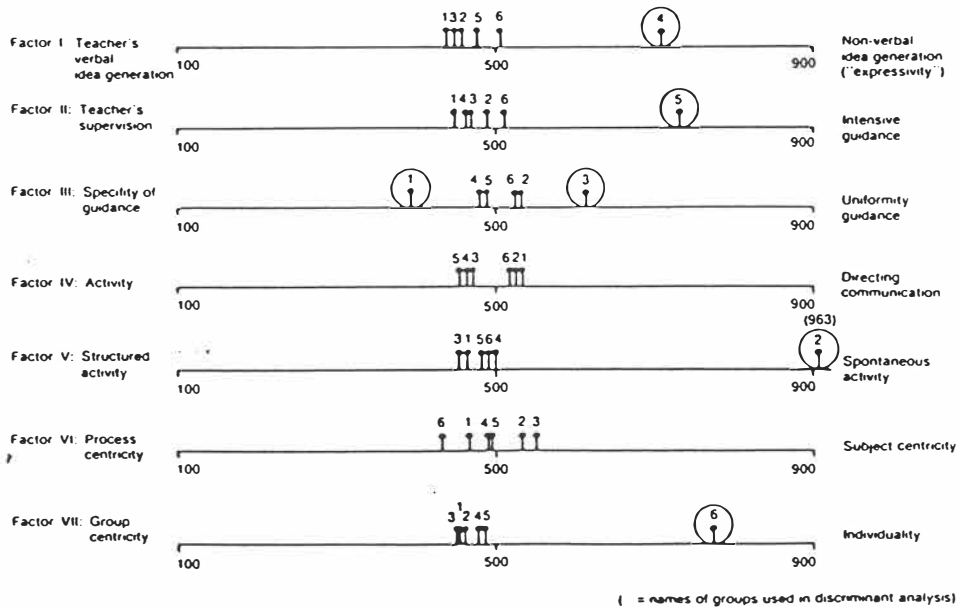 1 3 2 5 6 4
Factor I: Teacher's
verbal
idea generation
100 500 900
Non-verbal
idea generation
("expressivity")
1 4 3 2 6 5
Factor II: Teacher's
supervision
100 500 900
Intensive
guidance
1 4 5 6 2 3
Factor III: Specifity of
guidance
100 500 900
Uniformity
guidance
5 4 3 6 2 1
Factor IV: Activity
100 500 900
Directing
communication
(963)
3 1 5 6 4 2
Factor V: Structured
activity
100 500 900
Spontaneous
activity
6 1 4 5 2 3
Factor VI: Process
centricity
100 500 900
Subject centricity
1
3 2 4 5 6
Factor VII: Group
centricity
100 500 900
Individuality
( = names of groups used in discriminant analysis)